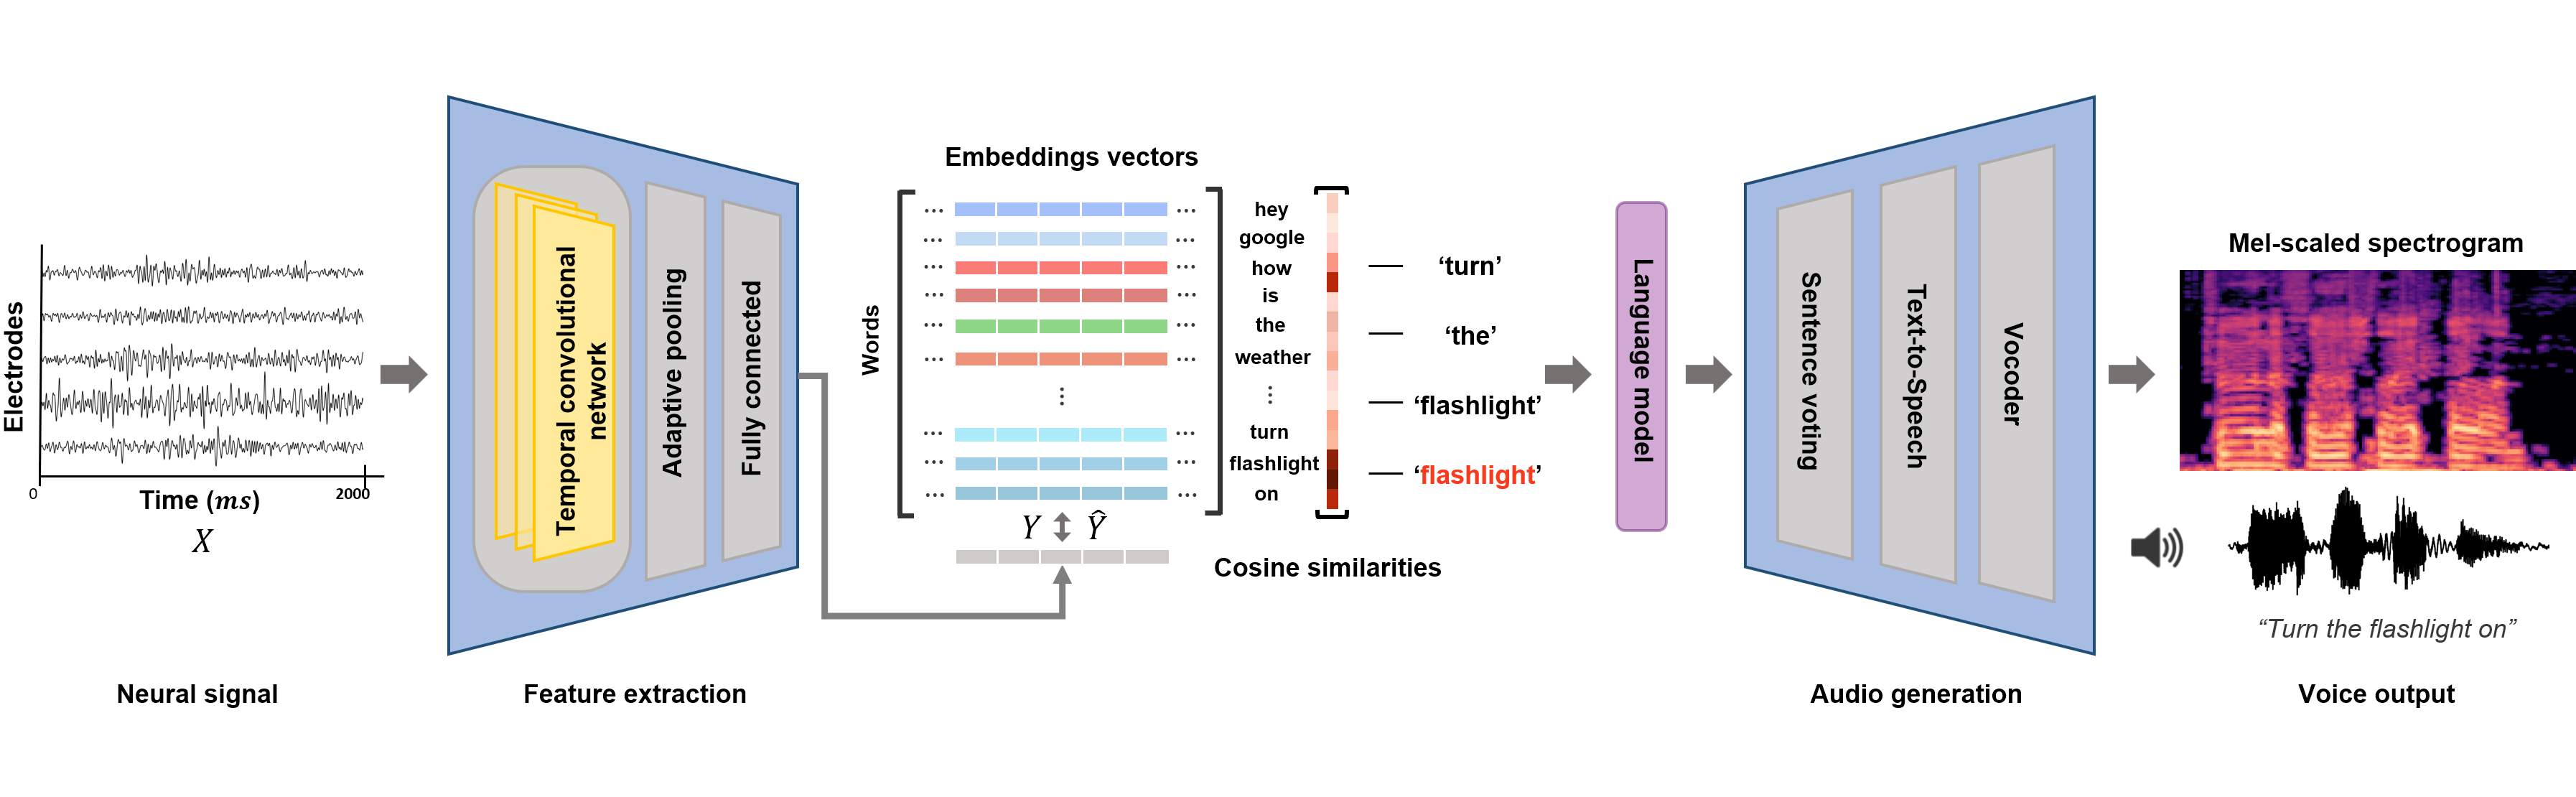 Electrodes
0
2000
Time (ms)
X
Neural signal
Temporal convolutional
network
Adaptive pooling
Fully connected
Feature extraction
Embeddings vectors
Words
...
...
hey
...
...
google
...
...
how
...
...
is
...
...
the
...
...
weather
⋮
⋮
...
...
turn
...
...
flashlight
...
...
on
Y
Ŷ
Cosine similarities
‘turn’
‘the’
‘flashlight’
‘flashlight’
Language model
Sentence voting
Text-to-Speech
Vocoder
Audio generation
Mel-scaled spectrogram
“Turn the flashlight on”
Voice output